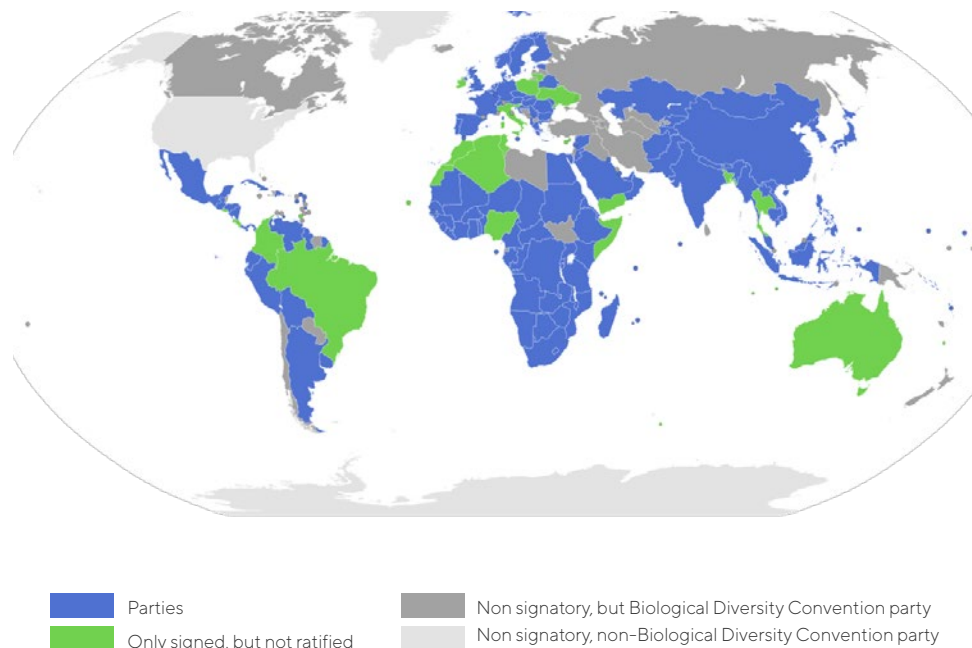 Parties
Only signed, but not ratified
Non signatory, but Biological Diversity Convention party
Non signatory, non-Biological Diversity Convention party